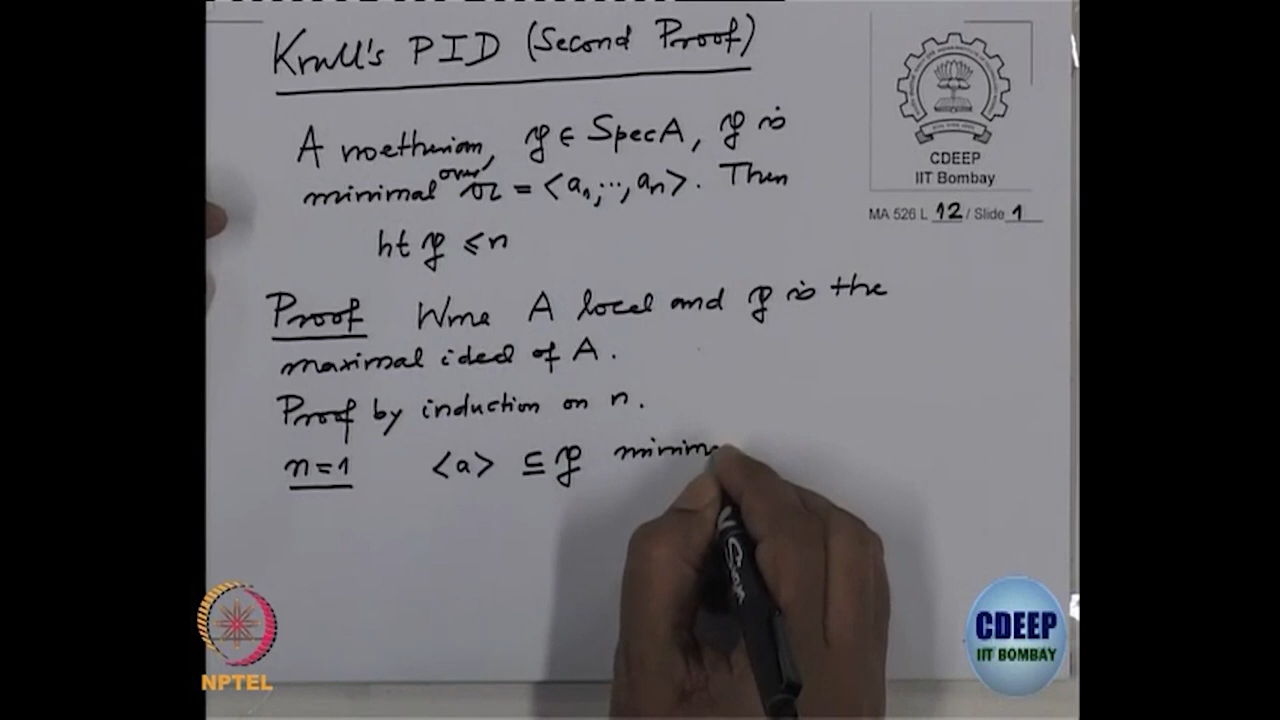 Krull's PID (Second Proof)
A noetherian, 𝔭 ∈ Spec A, 𝔭 is
minimal over 𝔞 = <a₁, ..., aₙ>. Then
ht 𝔭 ≤ n
Proof Wma A local and 𝔭 is the
maximal ideal of A.
Proof by induction on n.
n=1 <a> ⊆ 𝔭 minim
CDEEP
IIT Bombay
MA 526 L 12 / Slide 1
NPTEL
CDEEP
IIT BOMBAY